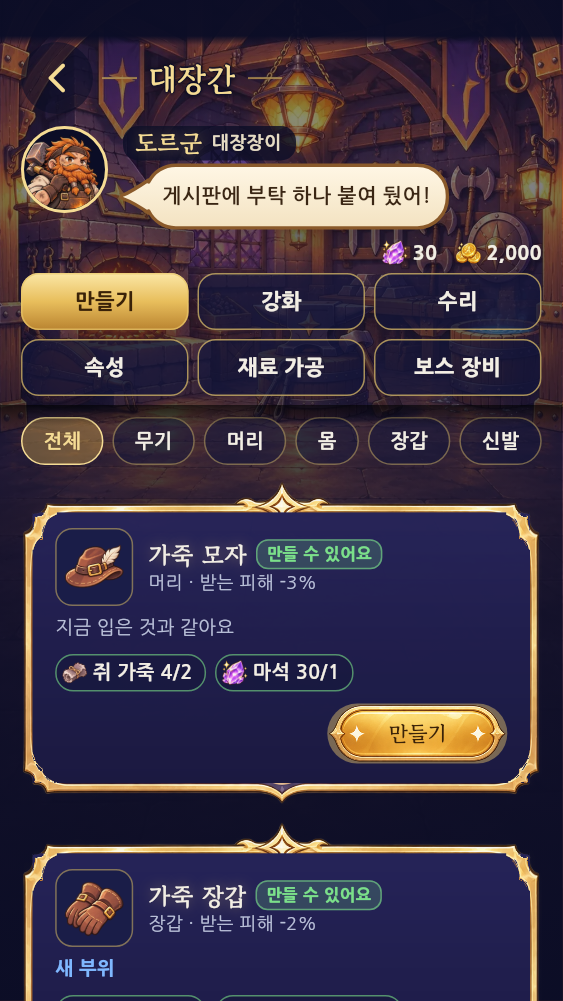 대장간
도르군 대장장이
게시판에 부탁 하나 붙여 뒀어!
30 2,000
만들기 강화 수리
속성 재료 가공 보스 장비
전체 무기 머리 몸 장갑 신발
가죽 모자 만들 수 있어요
머리 · 받는 피해 -3%
지금 입은 것과 같아요
쥐 가죽 4/2 마석 30/1
만들기
가죽 장갑 만들 수 있어요
장갑 · 받는 피해 -2%
새 부위